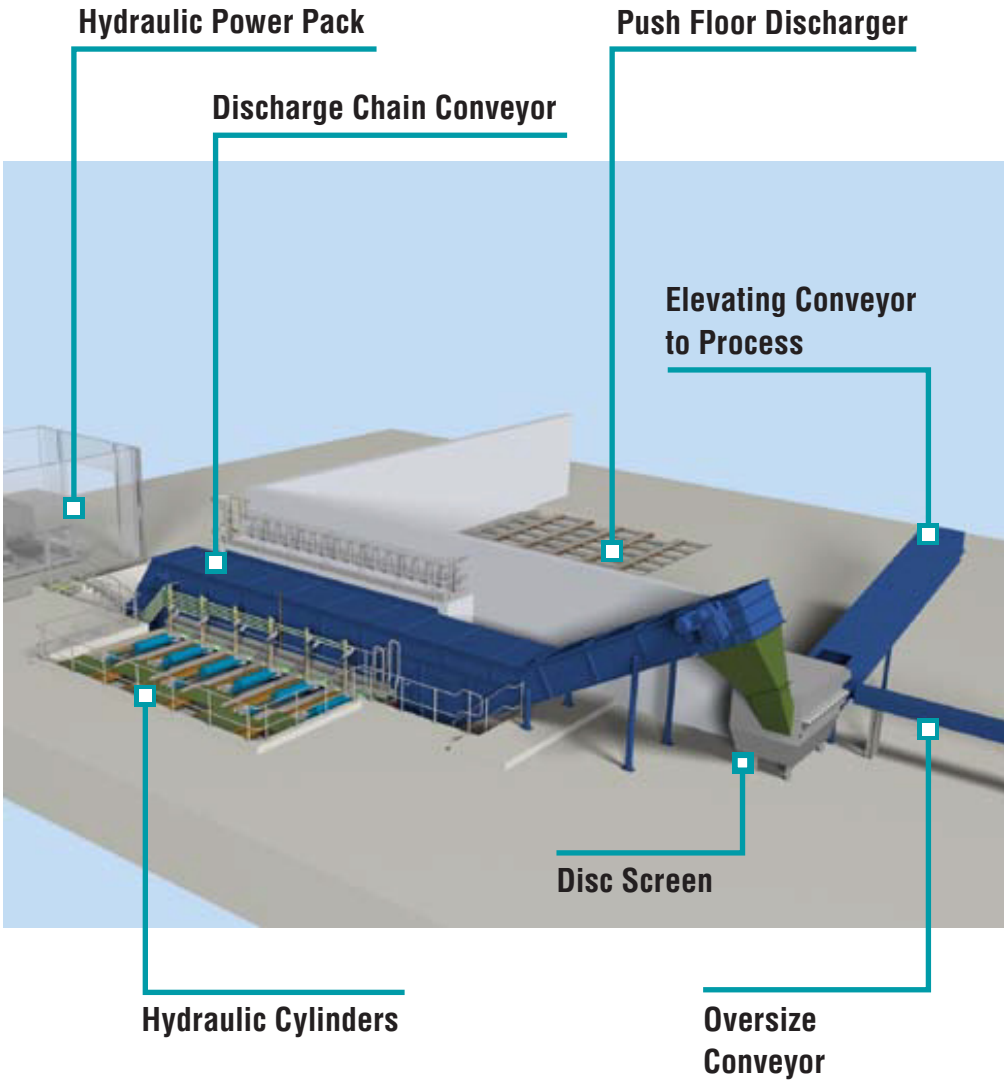 Hydraulic Power Pack
Push Floor Discharger
Discharge Chain Conveyor
Elevating Conveyor
to Process
Disc Screen
Hydraulic Cylinders
Oversize
Conveyor